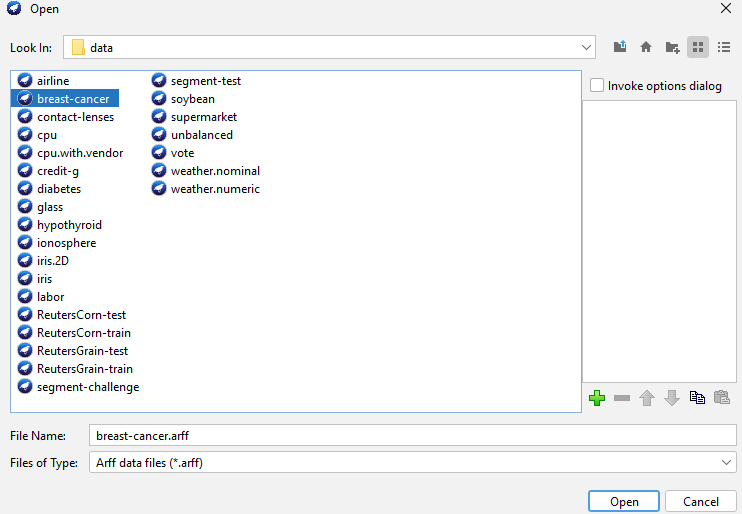 Open
Look In: data
airline
breast-cancer
contact-lenses
cpu
cpu.with.vendor
credit-g
diabetes
glass
hypothyroid
ionosphere
iris.2D
iris
labor
ReutersCorn-test
ReutersCorn-train
ReutersGrain-test
ReutersGrain-train
segment-challenge
segment-test
soybean
supermarket
unbalanced
vote
weather.nominal
weather.numeric
Invoke options dialog
File Name: breast-cancer.arff
Files of Type: Arff data files (*.arff)
Open Cancel